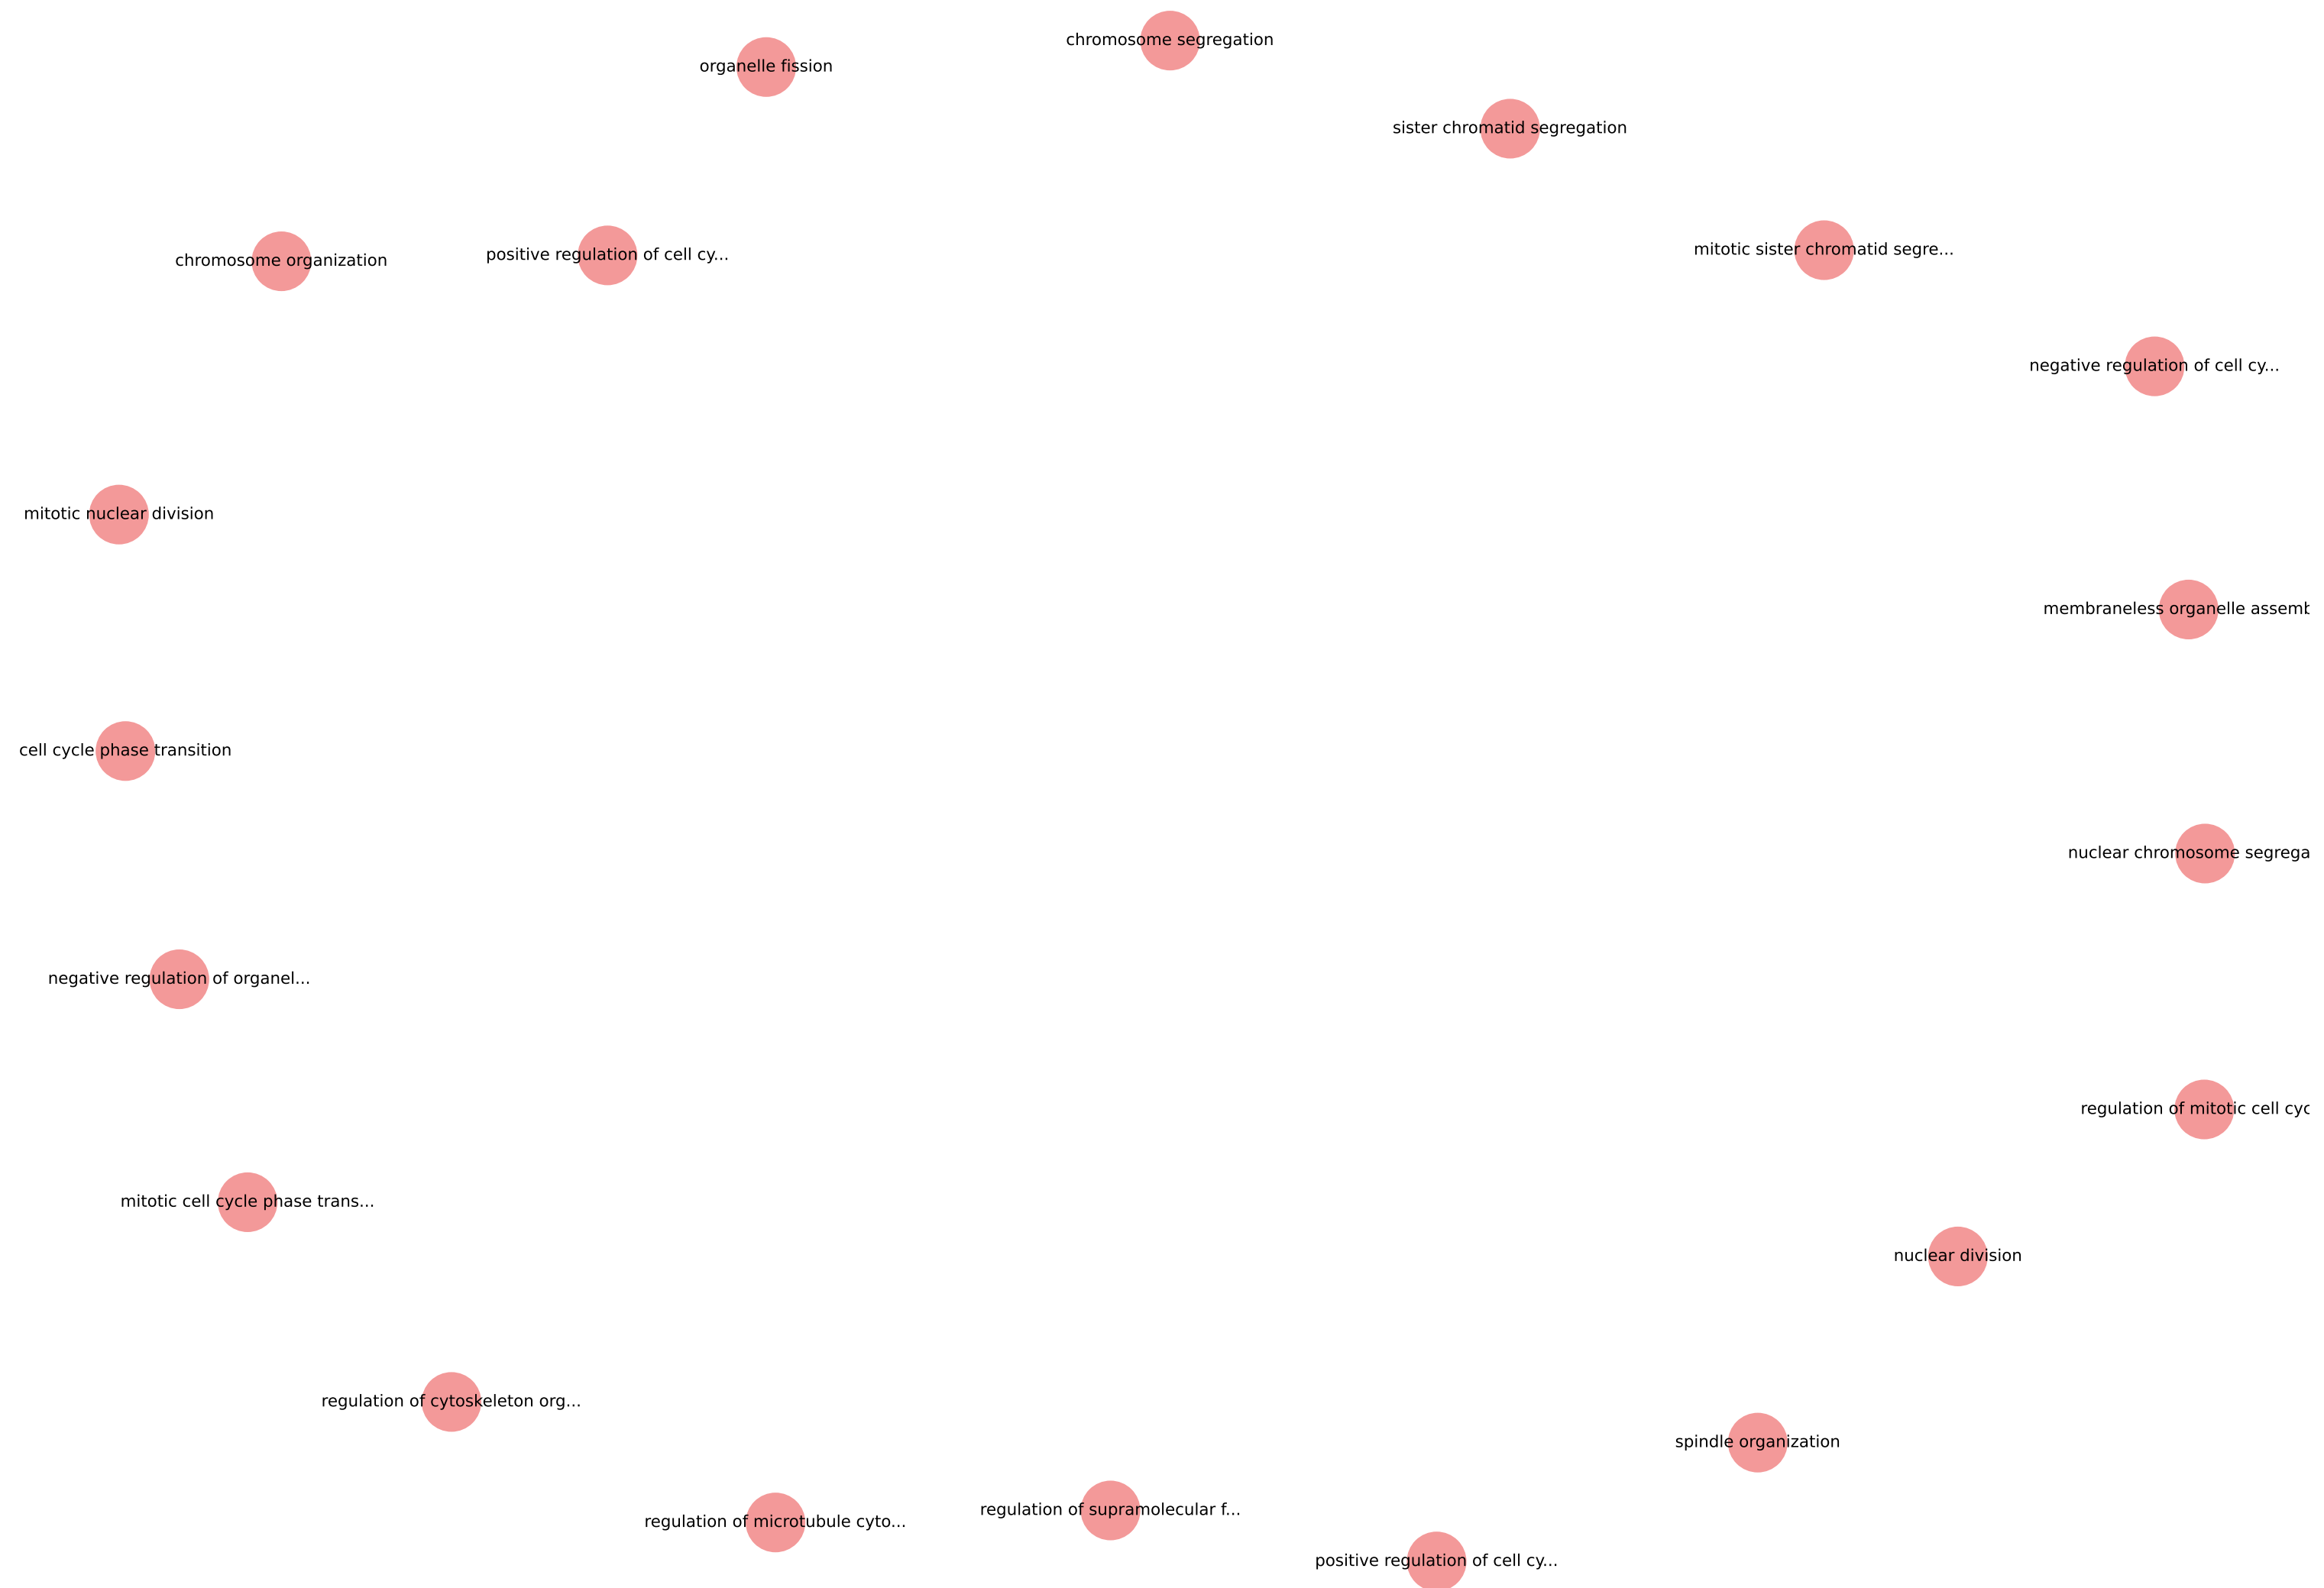 chromosome segregation
organelle fission
sister chromatid segregation
mitotic sister chromatid segre...
positive regulation of cell cy...
chromosome organization
negative regulation of cell cy...
mitotic nuclear division
membraneless organelle assemb
cell cycle phase transition
nuclear chromosome segrega
negative regulation of organel...
regulation of mitotic cell cyc
mitotic cell cycle phase trans...
nuclear division
regulation of cytoskeleton org...
spindle organization
regulation of supramolecular f...
regulation of microtubule cyto...
positive regulation of cell cy...